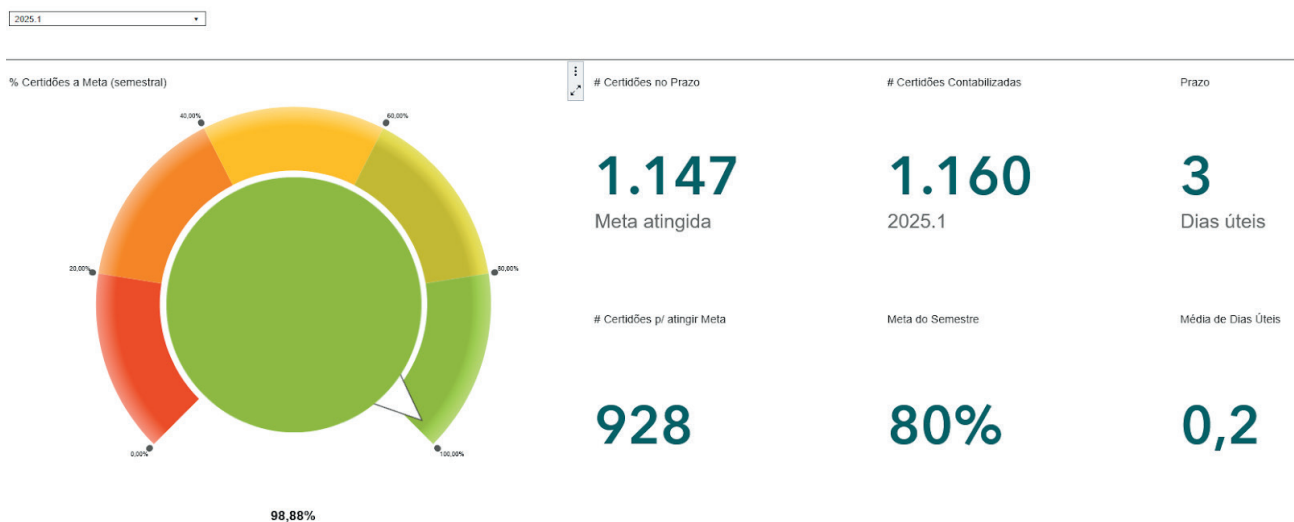 2025.1
% Certidões a Meta (semestral)
40,00%
60,00%
20,00%
80,00%
0,00%
100,00%
98,88%
# Certidões no Prazo
1.147
Meta atingida
# Certidões Contabilizadas
1.160
2025.1
Prazo
3
Dias úteis
# Certidões p/ atingir Meta
928
Meta do Semestre
80%
Média de Dias Úteis
0,2